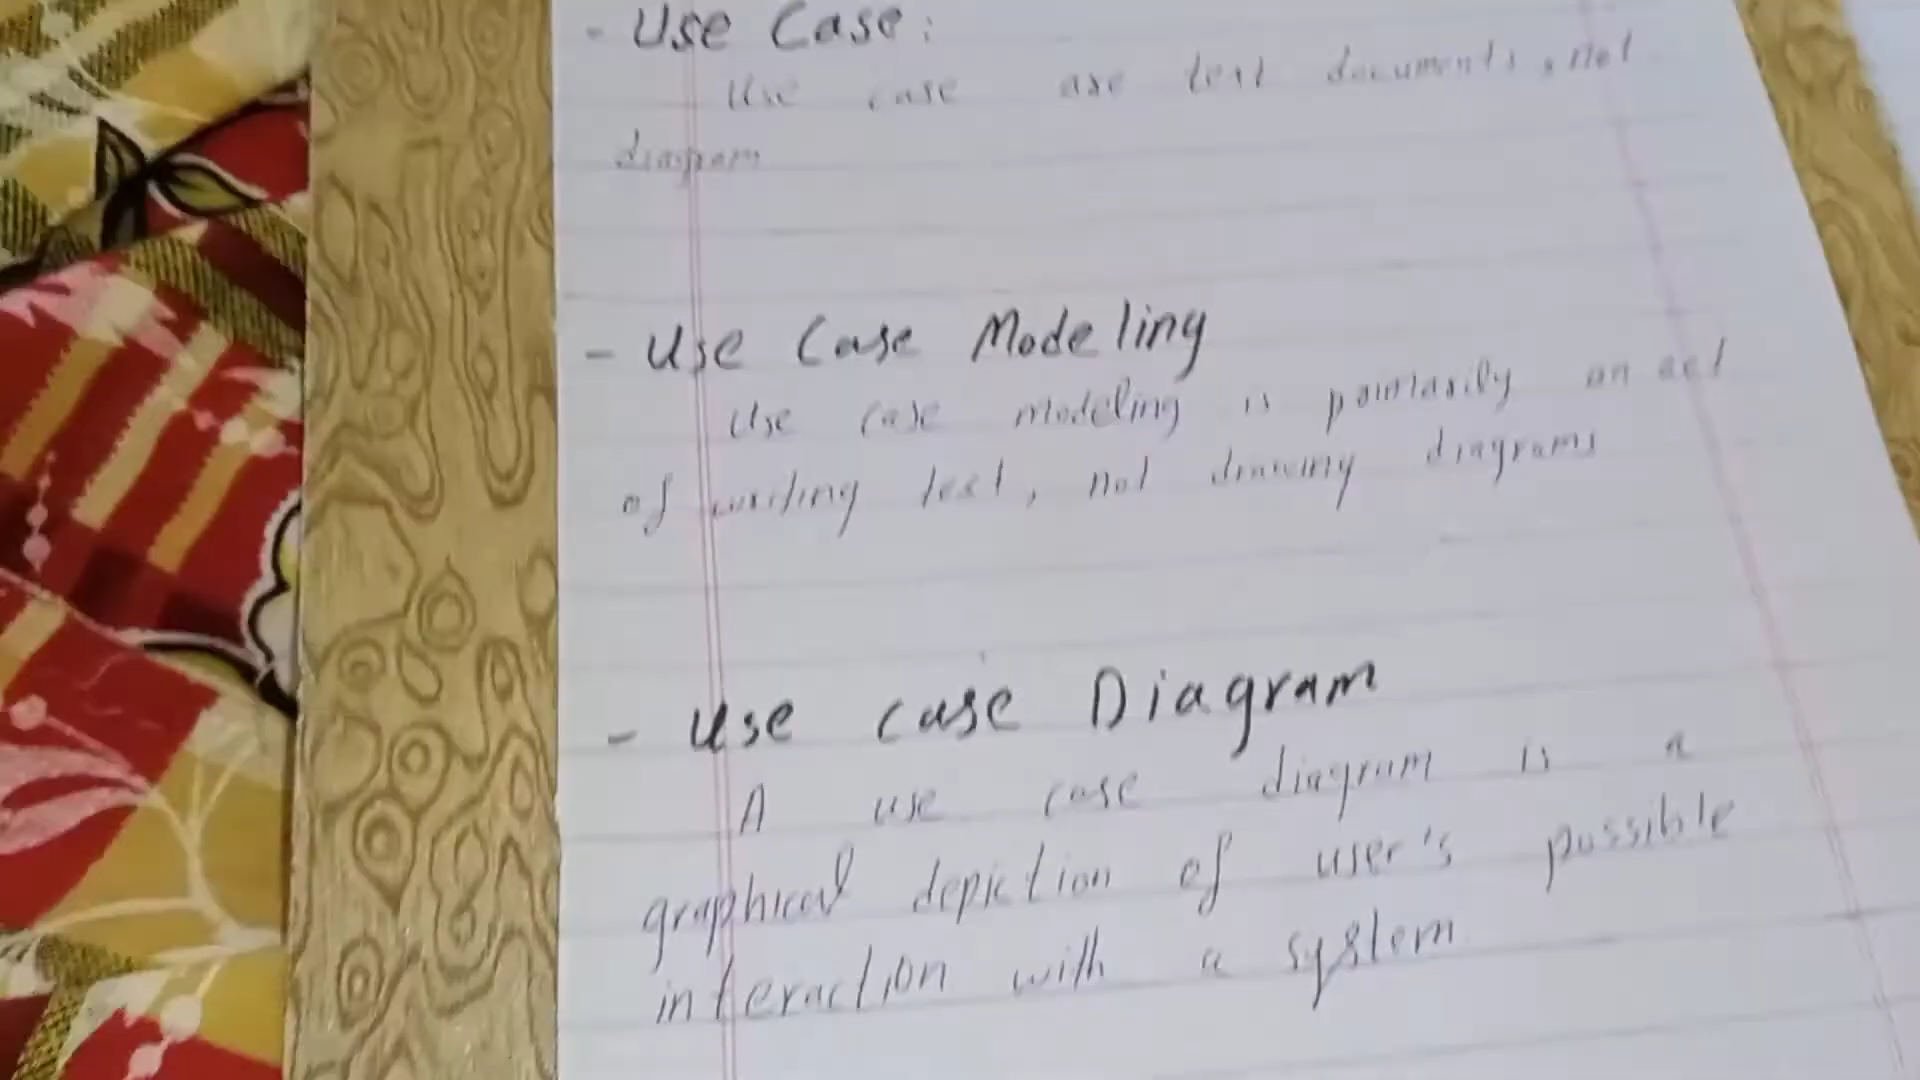 - Use Case:
Use case are text documents, not
diagram
- Use Case Modeling
Use case modeling is primarily an act
of writing text, not drawing diagrams
- Use case Diagram
A use case diagram is a
graphical depiction of user's possible
interaction with a system